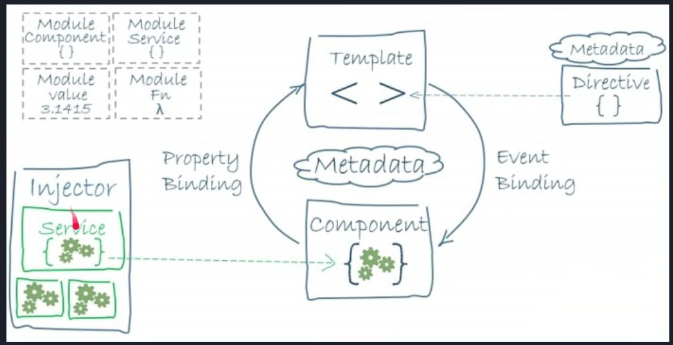 Module
Component
{ }
Module
Service
{ }
Module
value
3.1415
Module
Fn
λ
Template
< >
Metadata
Directive
{ }
Property
Binding
Metadata
Event
Binding
Injector
Service
{ }
Component
{ }